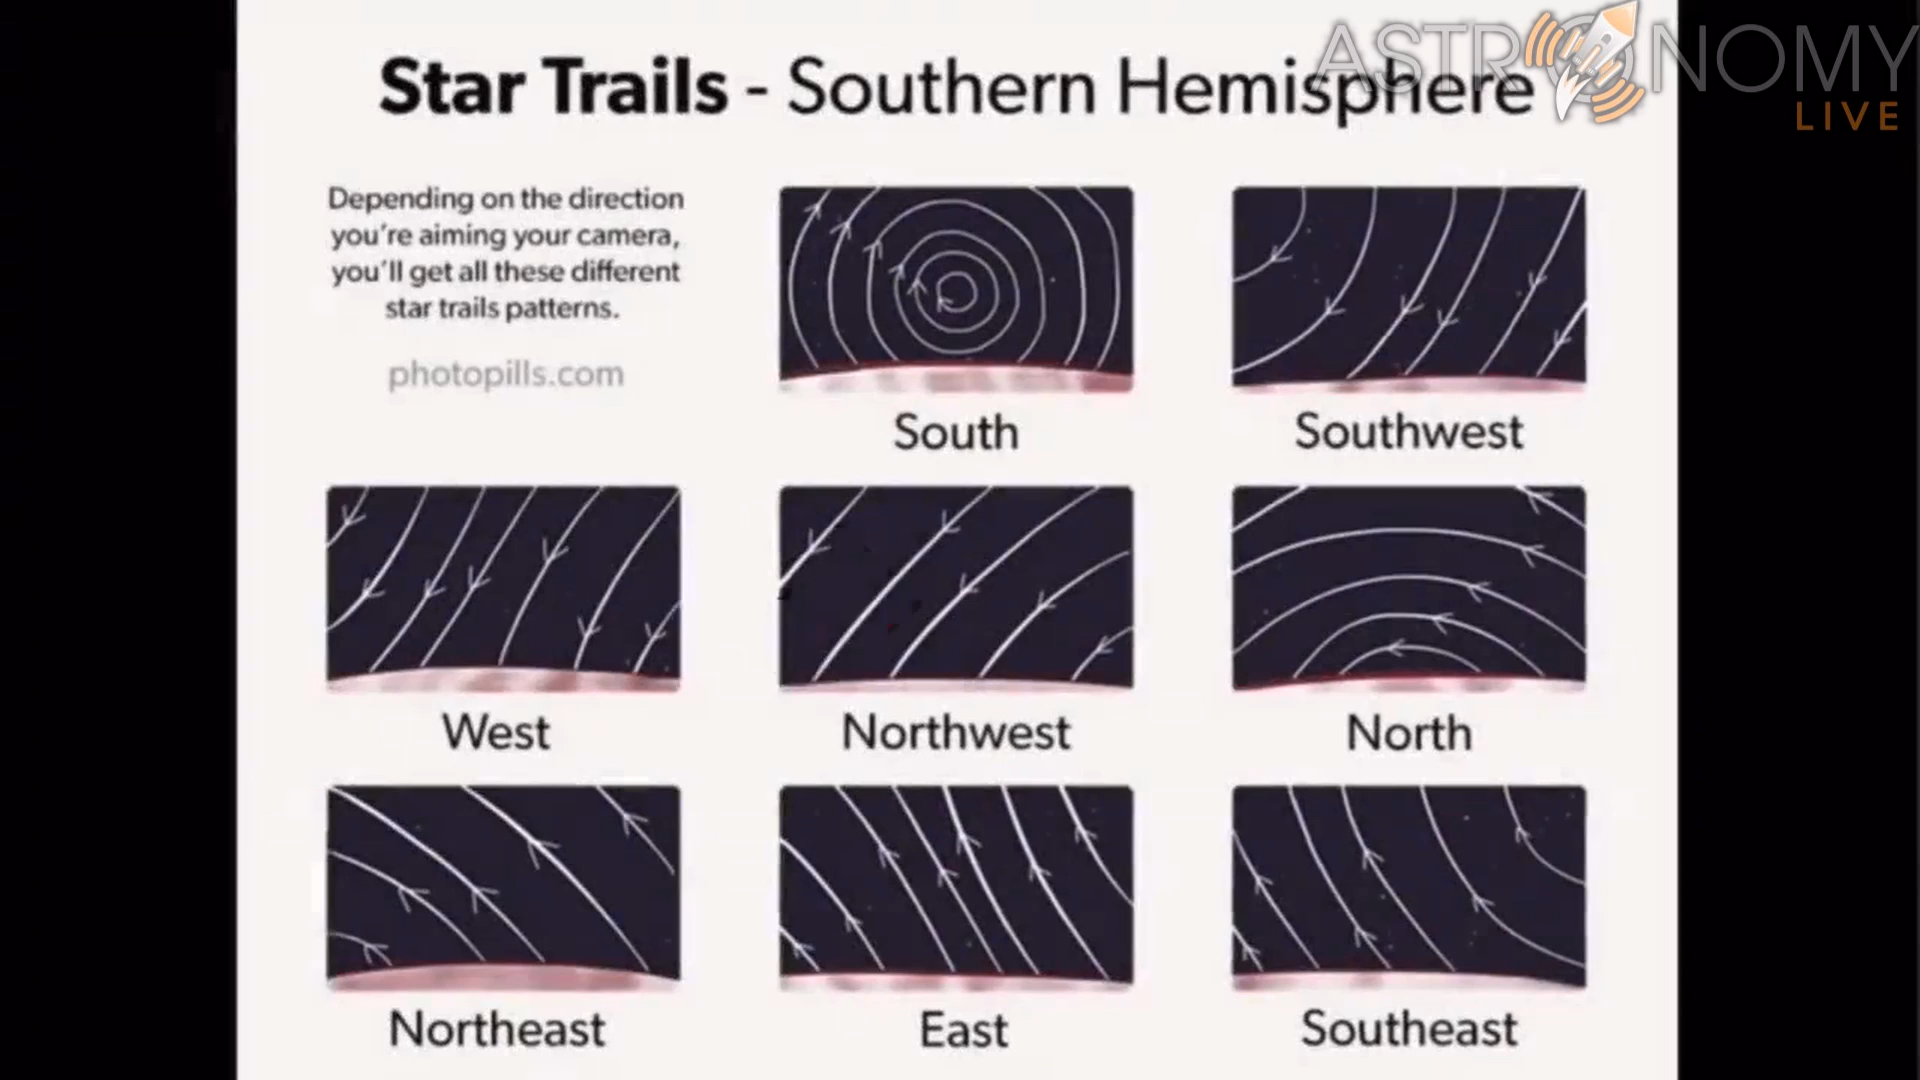 Star Trails - Southern Hemisphere
ASTRONOMY
LIVE
Depending on the direction
you're aiming your camera,
you'll get all these different
star trails patterns.
photopills.com
South
Southwest
West
Northwest
North
Northeast
East
Southeast